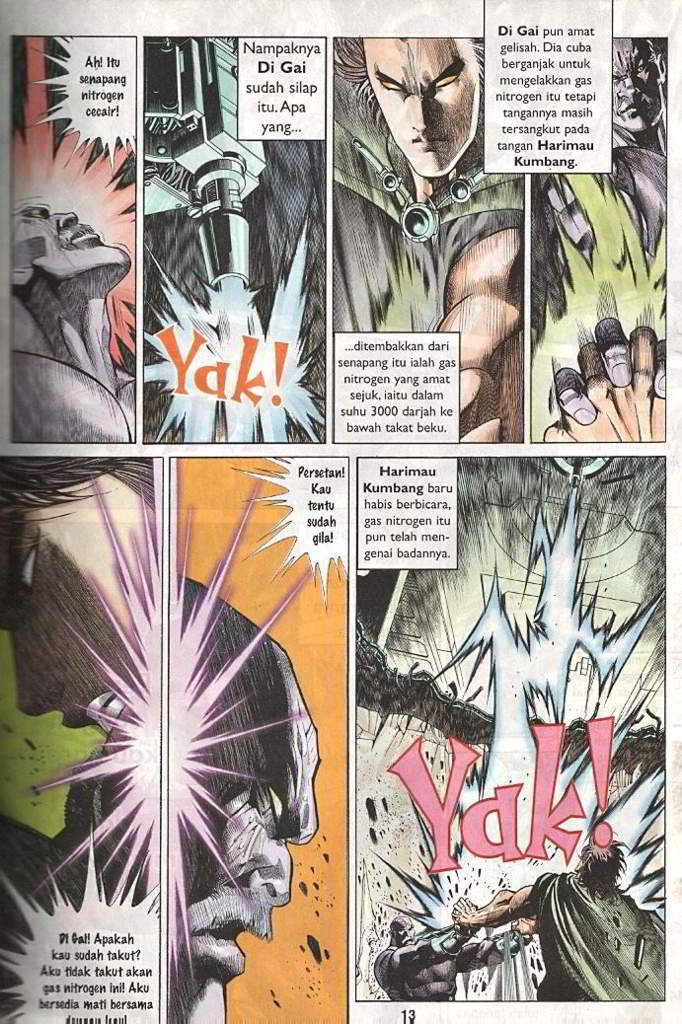 Ah! Itu
senapang
nitrogen
cecair!
Nampaknya
Di Gai
sudah silap
itu. Apa
yang...
Yak!
...ditembakkan dari
senapang itu ialah gas
nitrogen yang amat
sejuk, iaitu dalam
suhu 3000 darjah ke
bawah takat beku.
Di Gai pun amat
gelisah. Dia cuba
berganjak untuk
mengelakkan gas
nitrogen itu tetapi
tangannya masih
tersangkut pada
tangan Harimau
Kumbang.
Di Gai! Apakah
kau sudah takut?
Aku tidak takut akan
gas nitrogen ini! Aku
bersedia mati bersama
Persetan!
Kau
tentu
sudah
gila!
Harimau
Kumbang baru
habis berbicara,
gas nitrogen itu
pun telah men-
genai badannya.
Yak!
13